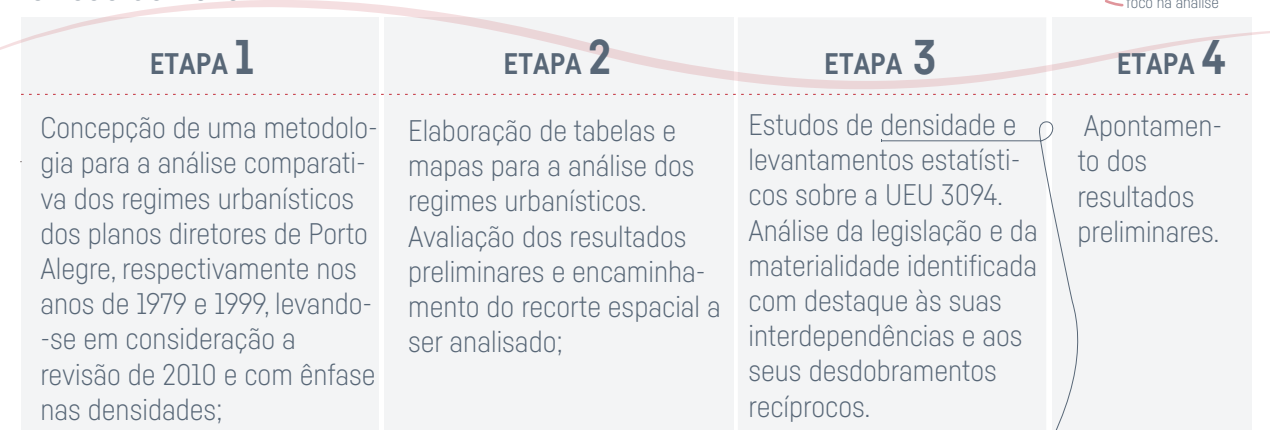 foco na análise
ETAPA 1
Concepção de uma metodolo-
gia para a análise comparati-
va dos regimes urbanísticos
dos planos diretores de Porto
Alegre, respectivamente nos
anos de 1979 e 1999, levando-
-se em consideração a
revisão de 2010 e com ênfase
nas densidades;
ETAPA 2
Elaboração de tabelas e
mapas para a análise dos
regimes urbanísticos.
Avaliação dos resultados
preliminares e encaminha-
mento do recorte espacial a
ser analisado;
ETAPA 3
Estudos de densidade e
levantamentos estatísti-
cos sobre a UEU 3094.
Análise da legislação e da
materialidade identificada
com destaque às suas
interdependências e aos
seus desdobramentos
recíprocos.
ETAPA 4
Apontamen-
to dos
resultados
preliminares.